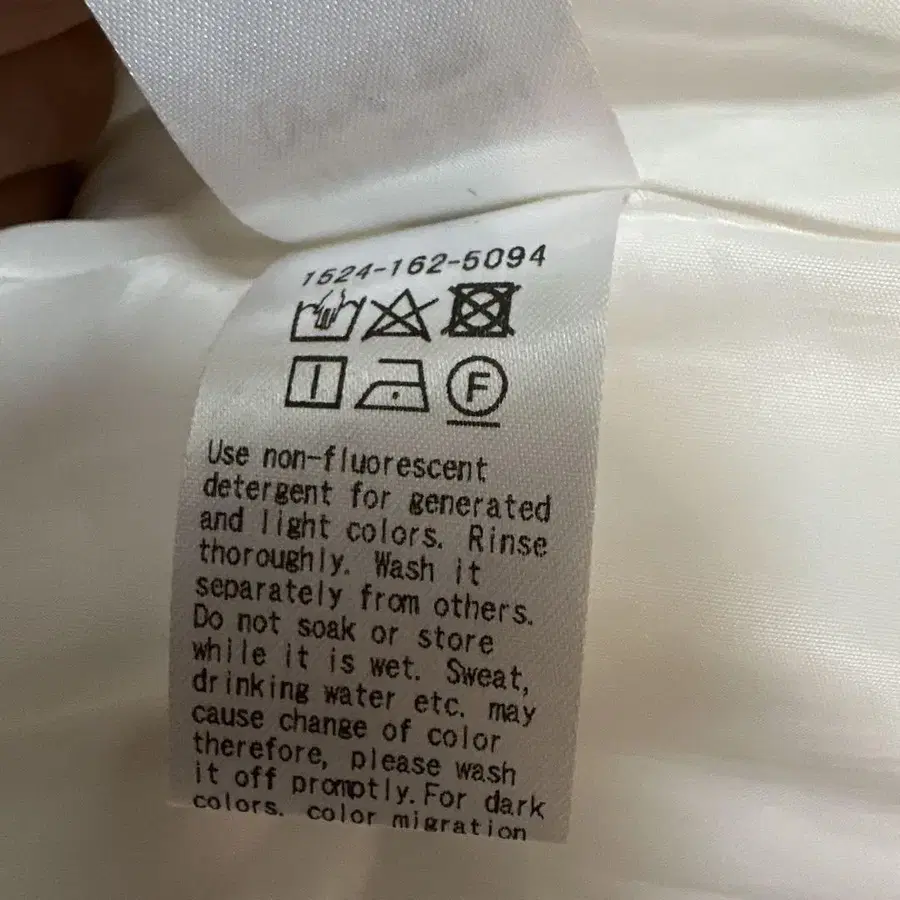 1524-162-5094
F
Use non-fluorescent
detergent for generated
and light colors. Rinse
thoroughly. Wash it
separately from others.
Do not soak or store
while it is wet. Sweat,
drinking water etc. may
cause change of color
therefore, please wash
it off promptly. For dark
colors. color migration